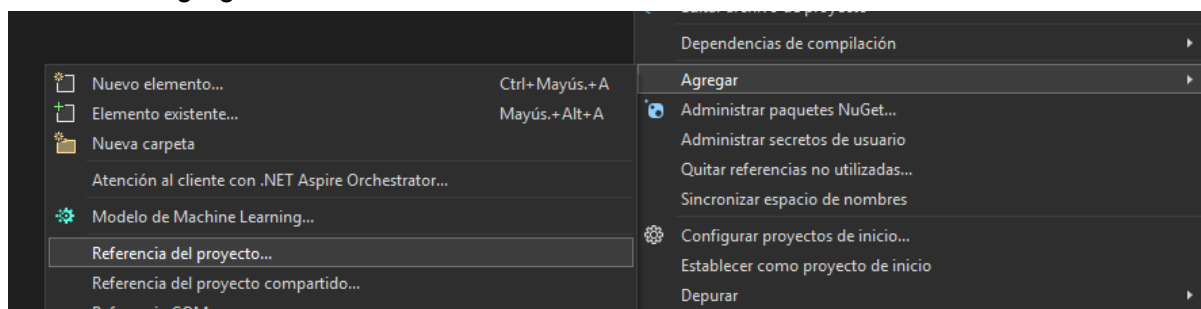 Dependencias de compilación
Agregar
Administrar paquetes NuGet...
Administrar secretos de usuario
Quitar referencias no utilizadas...
Sincronizar espacio de nombres
Configurar proyectos de inicio...
Establecer como proyecto de inicio
Depurar
Nuevo elemento... Ctrl+Mayús.+A
Elemento existente... Mayús.+Alt+A
Nueva carpeta
Atención al cliente con .NET Aspire Orchestrator...
Modelo de Machine Learning...
Referencia del proyecto...
Referencia del proyecto compartido...